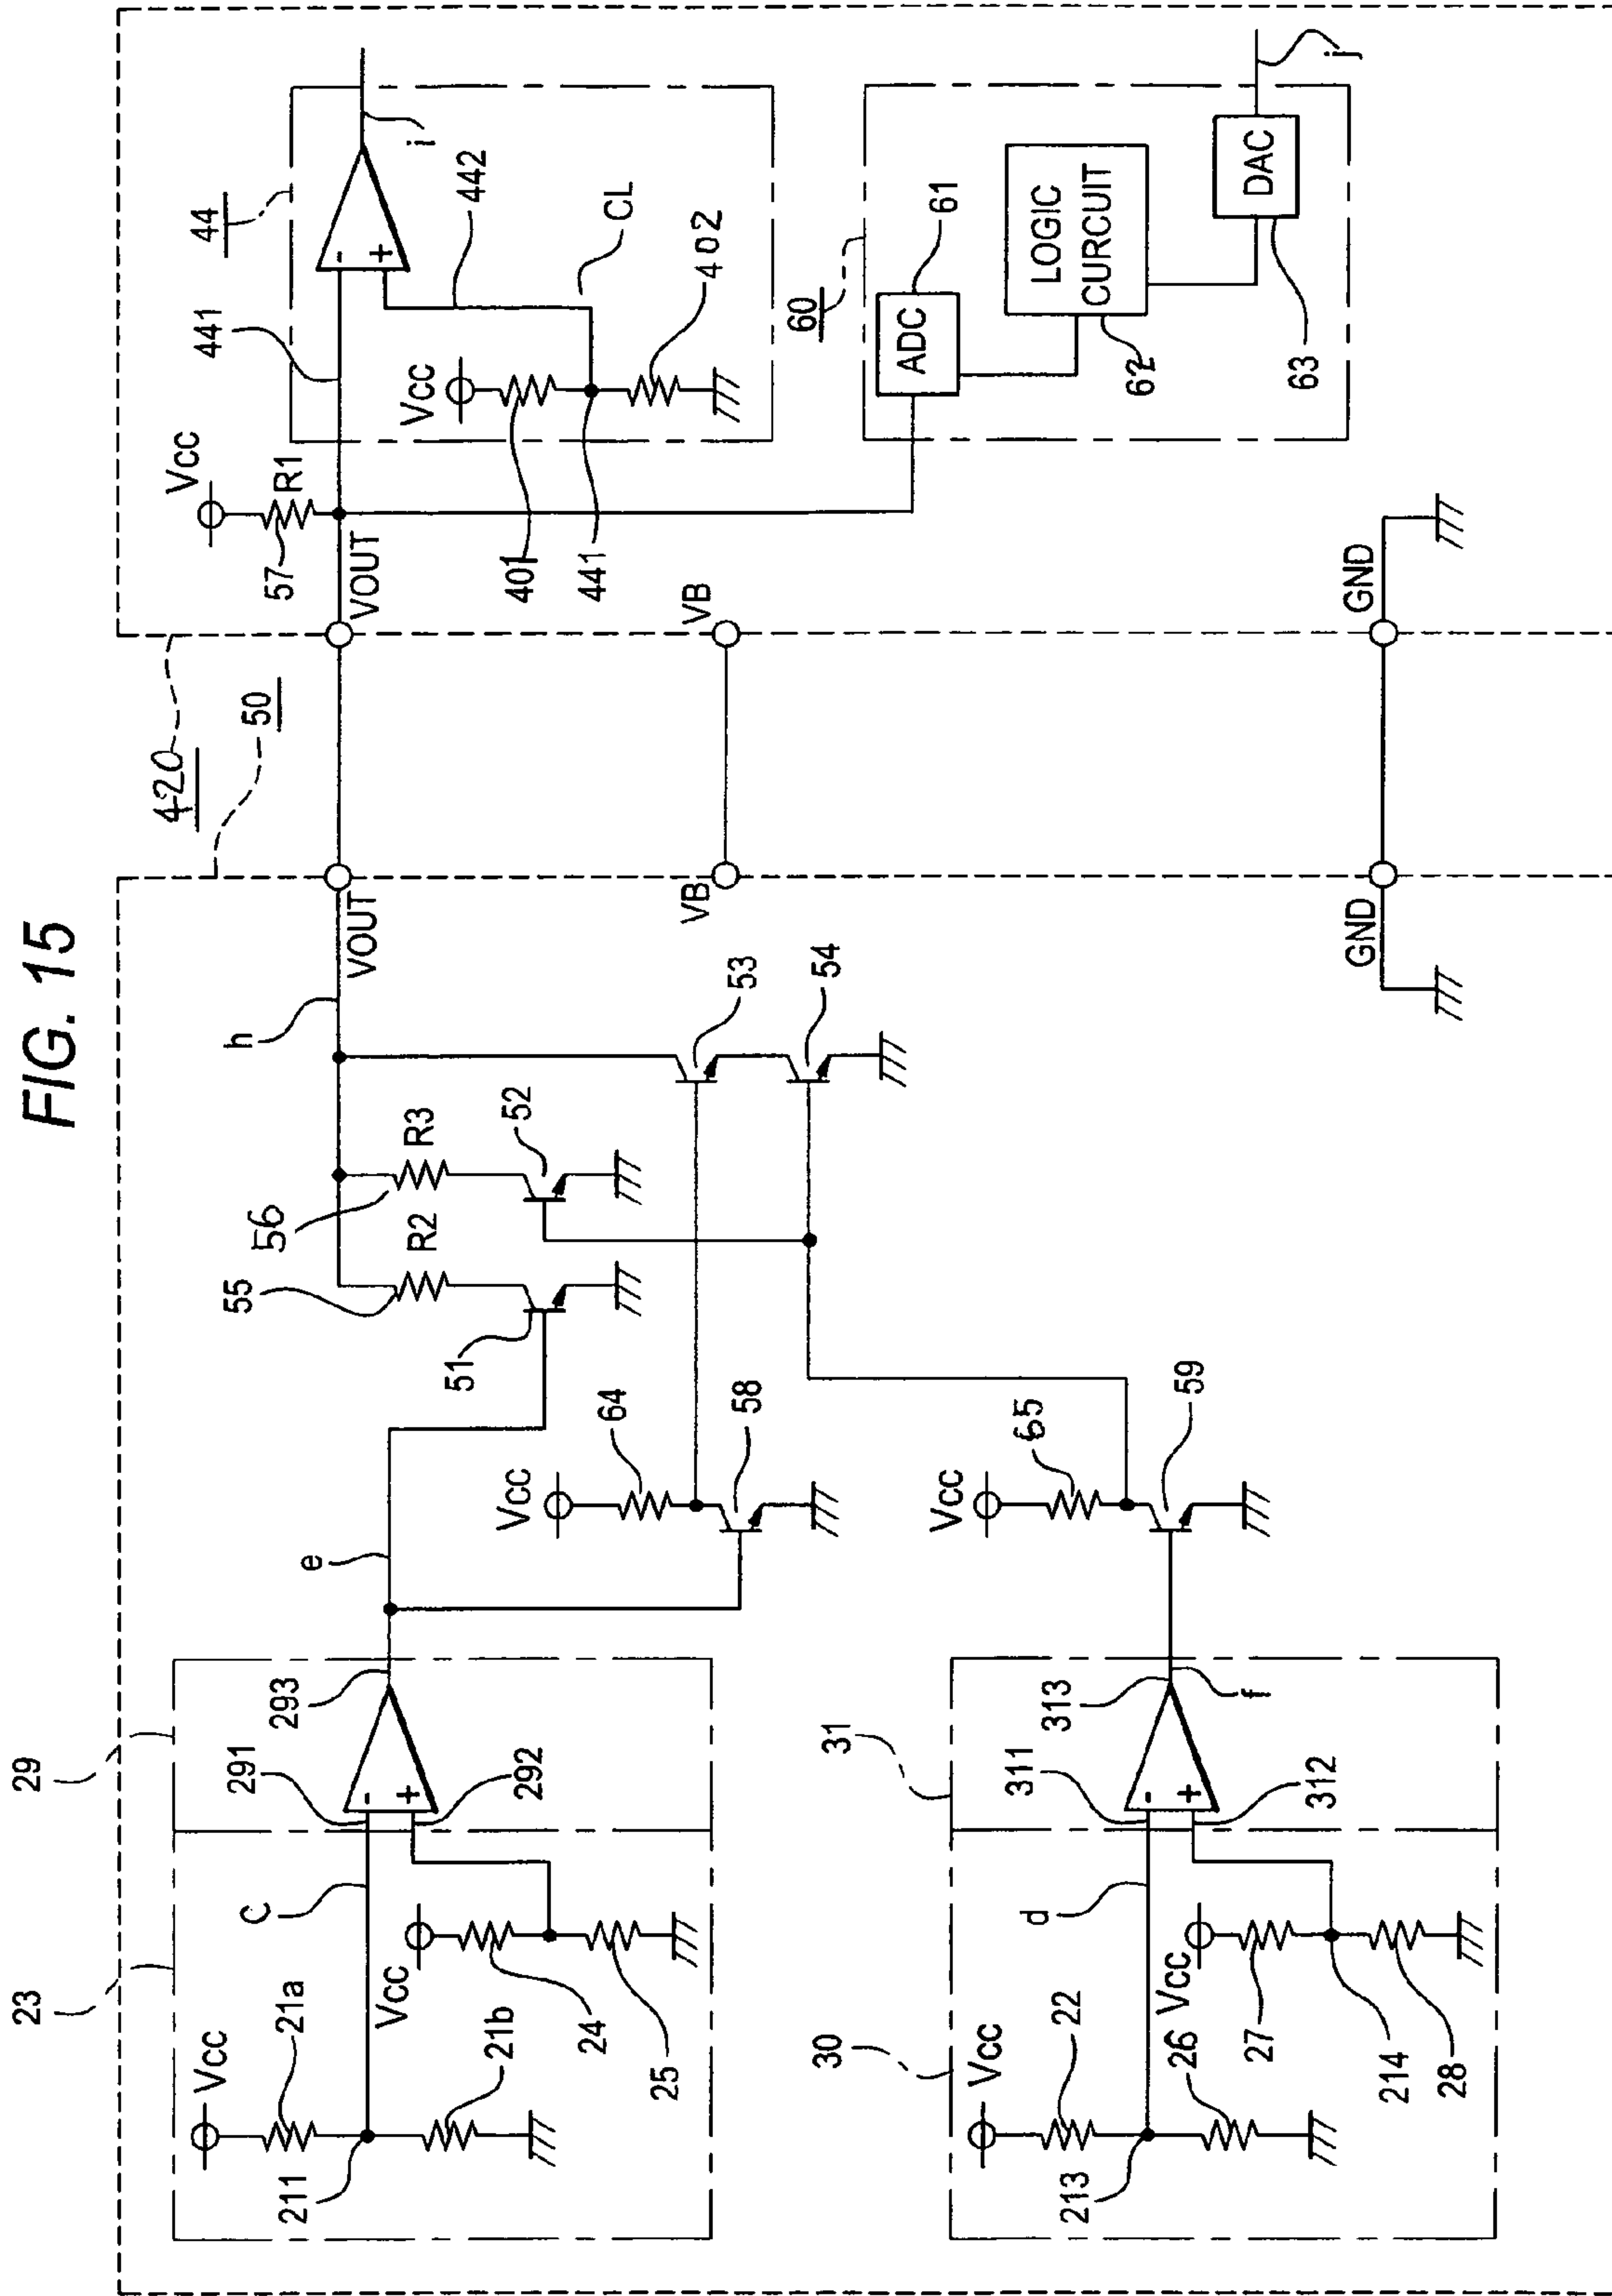 FIG. 15
29
23
C
291
293
292
Vcc
21a
211
21b
Vcc
24
25
e
Vcc
64
58
51
55
R2
56
R3
52
h
VOUT
53
54
VB
GND
31
30
d
311
313
f
312
Vcc
22
213
26
Vcc
27
214
28
Vcc
65
59
420
50
VOUT
VB
GND
Vcc
R1
57
441
44
i
-
+
442
Vcc
CL
401
441
402
60
ADC
61
LOGIC
CURCUIT
62
DAC
63
j
-
+
-
+